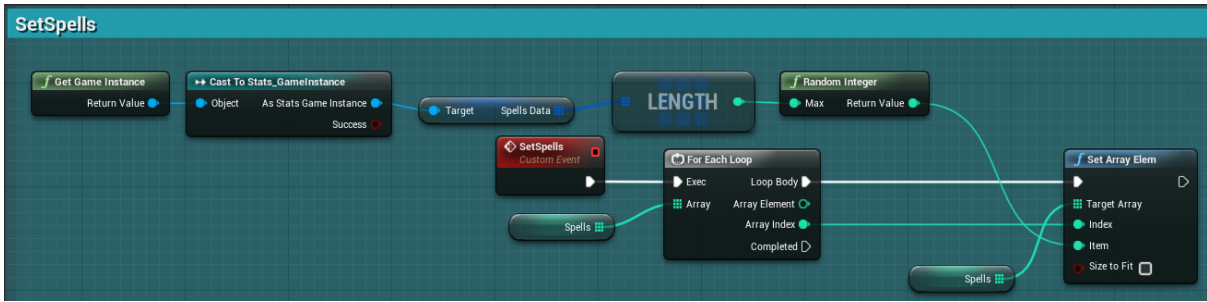 SetSpells
Get Game Instance
Return Value
Cast To Stats_GameInstance
Object
As Stats Game Instance
Success
Target
Spells Data
LENGTH
Random Integer
Max
Return Value
SetSpells
Custom Event
For Each Loop
Exec
Loop Body
Array
Array Element
Array Index
Completed
Spells
Set Array Elem
Target Array
Index
Item
Size to Fit
Spells